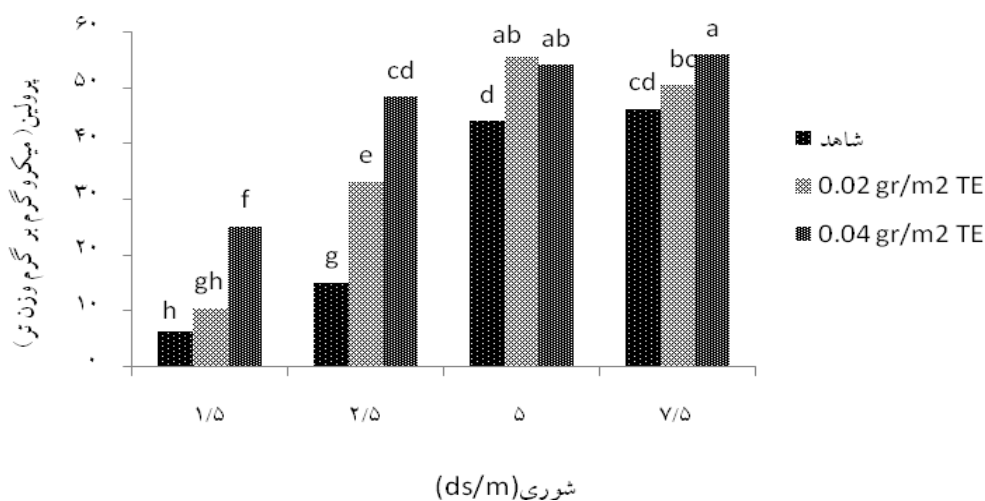 پرولین(میکروگرم بر گرم وزن تر)
۶۰
۵۰
۴۰
۳۰
۲۰
۱۰
۰
h
gh
f
g
e
cd
d
ab
ab
cd
bc
a
۱/۵
۲/۵
۵
۷/۵
شوری(ds/m)
شاهد
0.02 gr/m2 TE
0.04 gr/m2 TE